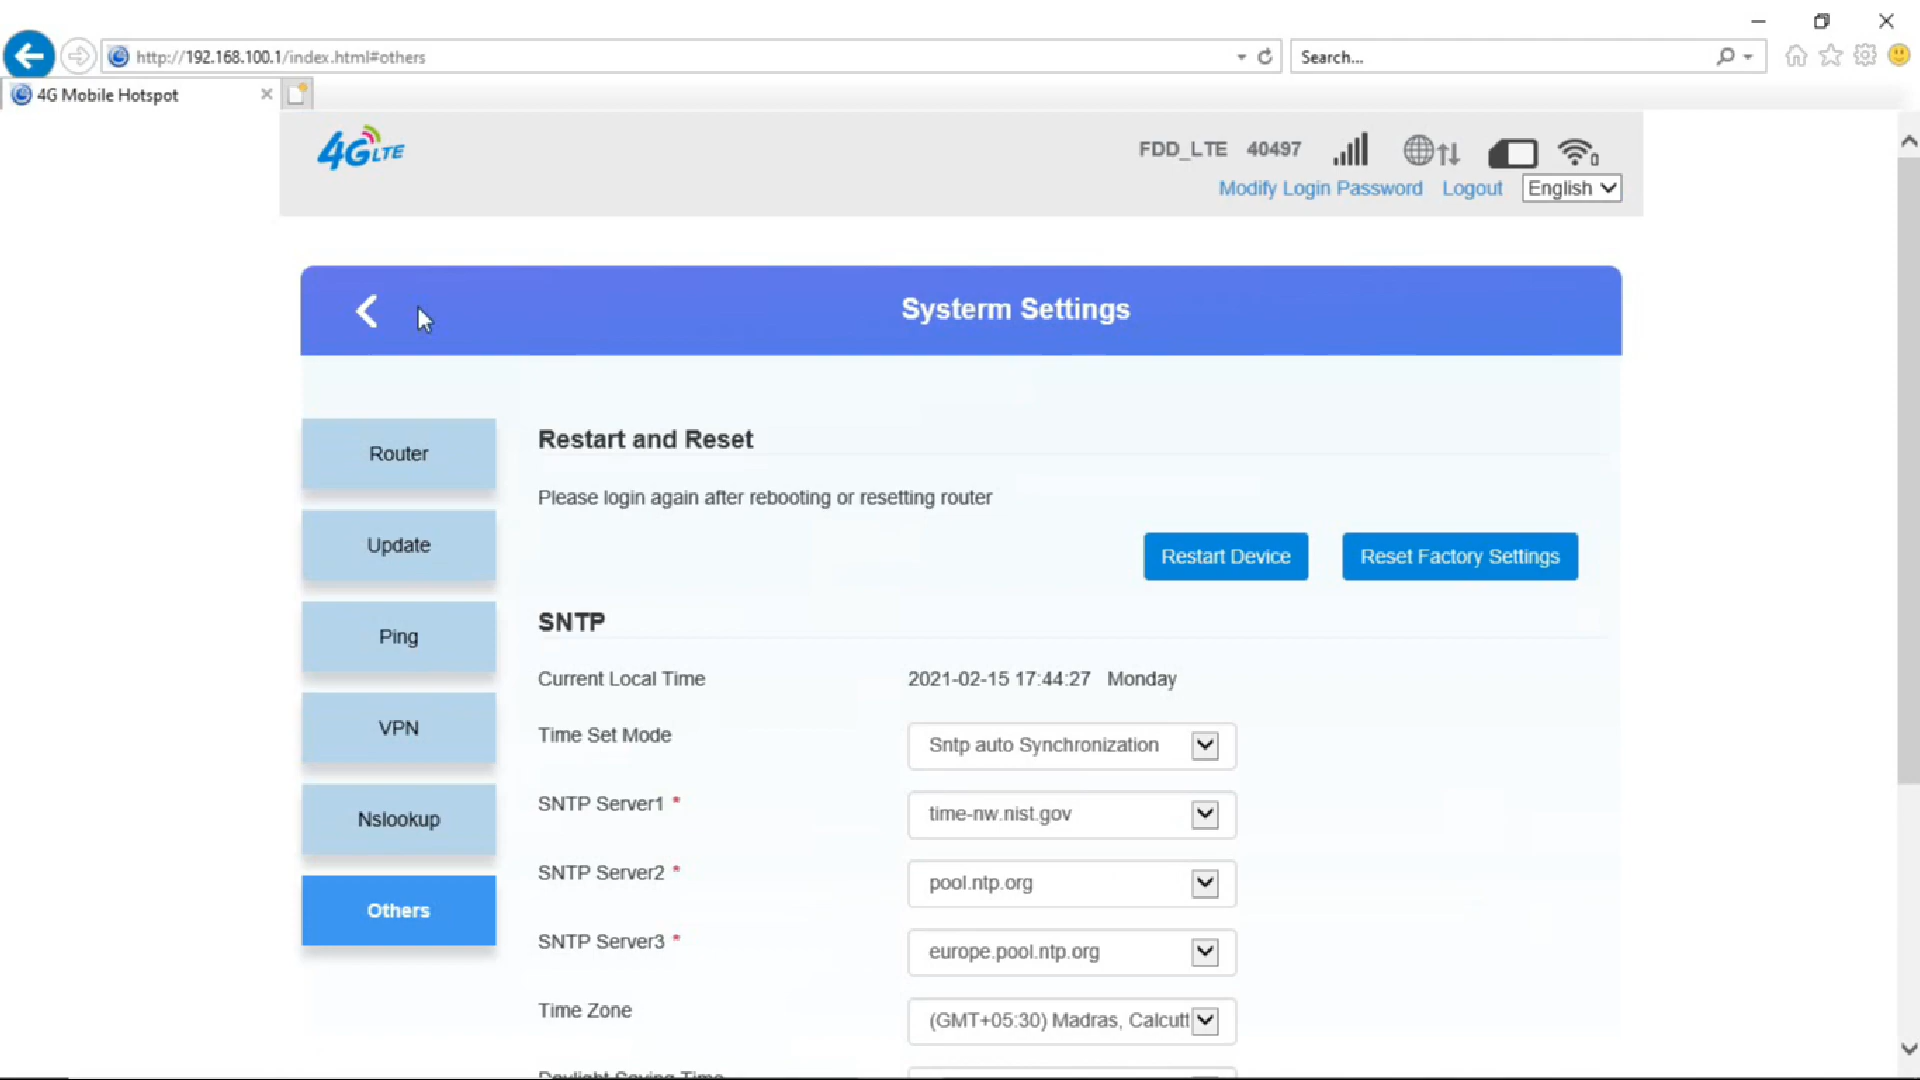 http://192.168.100.1/index.html#others
Search...
4G Mobile Hotspot
4G LTE
FDD_LTE 40497
0
Modify Login Password Logout English
Systerm Settings
Router
Update
Ping
VPN
Nslookup
Others
Restart and Reset
Please login again after rebooting or resetting router
Restart Device Reset Factory Settings
SNTP
Current Local Time 2021-02-15 17:44:27 Monday
Time Set Mode Sntp auto Synchronization
SNTP Server1 * time-nw.nist.gov
SNTP Server2 * pool.ntp.org
SNTP Server3 * europe.pool.ntp.org
Time Zone (GMT+05:30) Madras, Calcutt
Daylight Saving Time